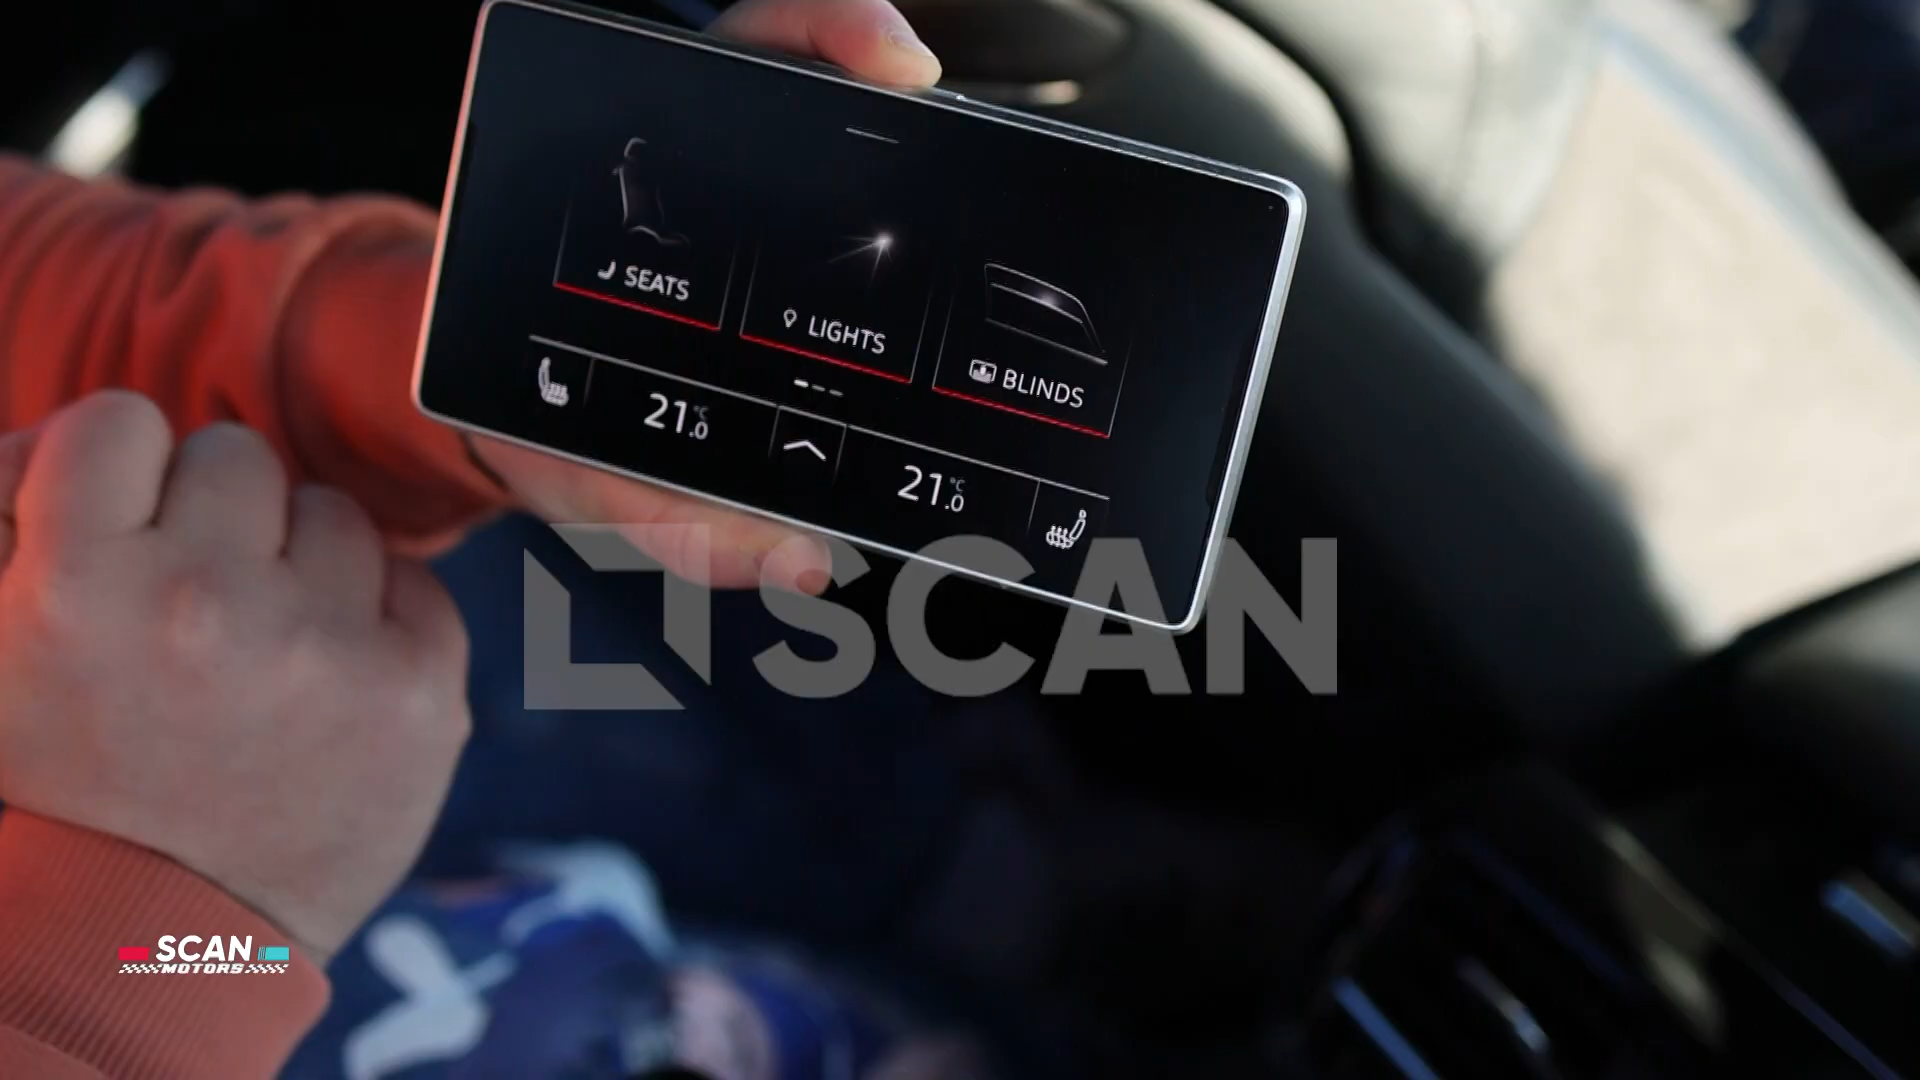 SEATS
LIGHTS
BLINDS
21.0 °C
21.0 °C
SCAN
SCAN
MOTORS